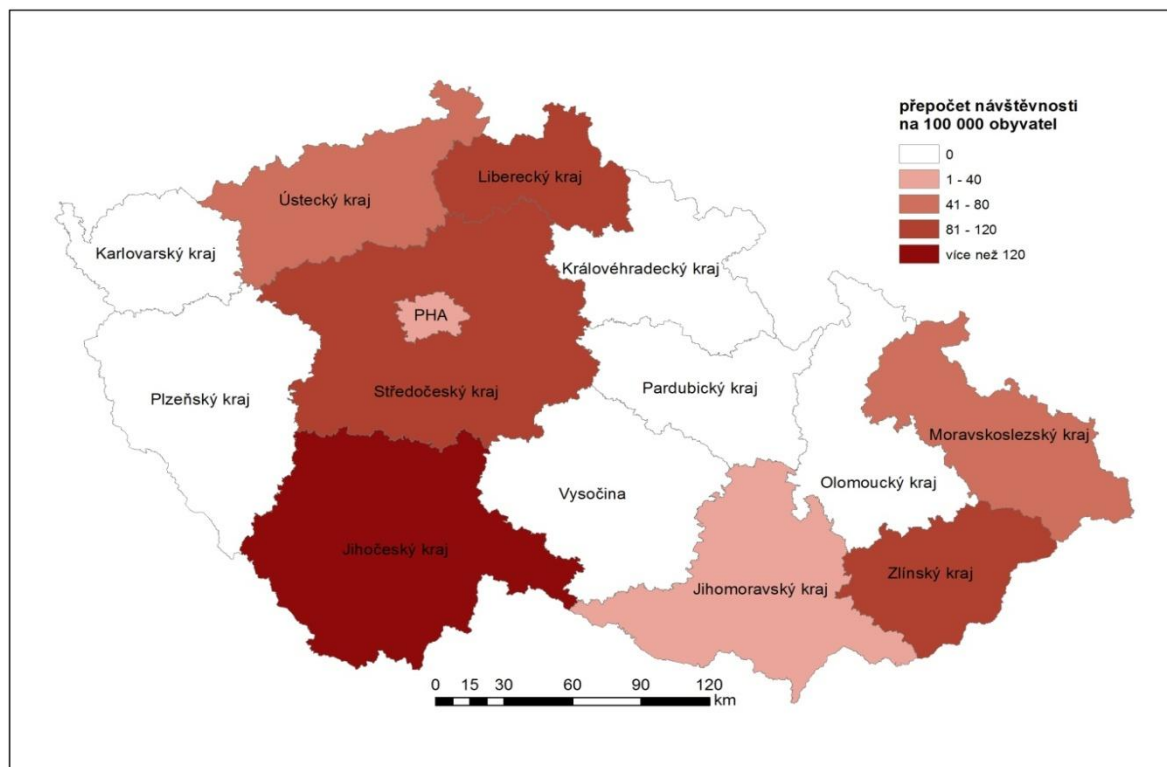 přepočet návštěvnosti
na 100 000 obyvatel
0
1 - 40
41 - 80
81 - 120
více než 120
Liberecký kraj
Ústecký kraj
Karlovarský kraj
Královéhradecký kraj
PHA
Středočeský kraj
Pardubický kraj
Plzeňský kraj
Moravskoslezský kraj
Olomoucký kraj
Vysočina
Jihočeský kraj
Zlínský kraj
Jihomoravský kraj
0 15 30 60 90 120
km